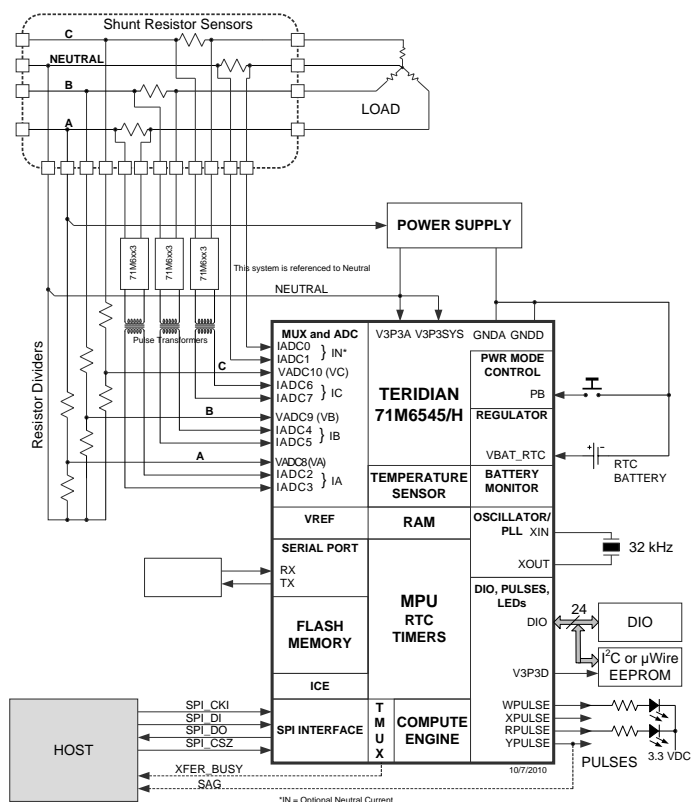 Shunt Resistor Sensors
C
NEUTRAL
B
A
LOAD
POWER SUPPLY
71M6xx3
71M6xx3
71M6xx3
This system is referenced to Neutral
NEUTRAL
Pulse Transformers
Resistor Dividers
MUX and ADC
IADC0
IADC1
} IN*
C
VADC10 (VC)
IADC6
IADC7
} IC
B
VADC9 (VB)
IADC4
IADC5
} IB
A
VADC8 (VA)
IADC2
IADC3
} IA
V3P3A V3P3SYS
GNDA GNDD
TERIDIAN
71M6545/H
PWR MODE
CONTROL
PB
REGULATOR
VBAT_RTC
+
-
RTC
BATTERY
TEMPERATURE
SENSOR
BATTERY
MONITOR
VREF
RAM
OSCILLATOR/
PLL
XIN
XOUT
32 kHz
SERIAL PORT
RX
TX
MPU
RTC
TIMERS
DIO, PULSES,
LEDs
DIO
24
DIO
FLASH
MEMORY
V3P3D
I2C or µWire
EEPROM
ICE
HOST
SPI_CKI
SPI_DI
SPI_DO
SPI_CSZ
SPI INTERFACE
T
M
U
X
COMPUTE
ENGINE
WPULSE
XPULSE
RPULSE
YPULSE
3.3 VDC
PULSES
10/7/2010
XFER_BUSY
SAG
*IN = Optional Neutral Current